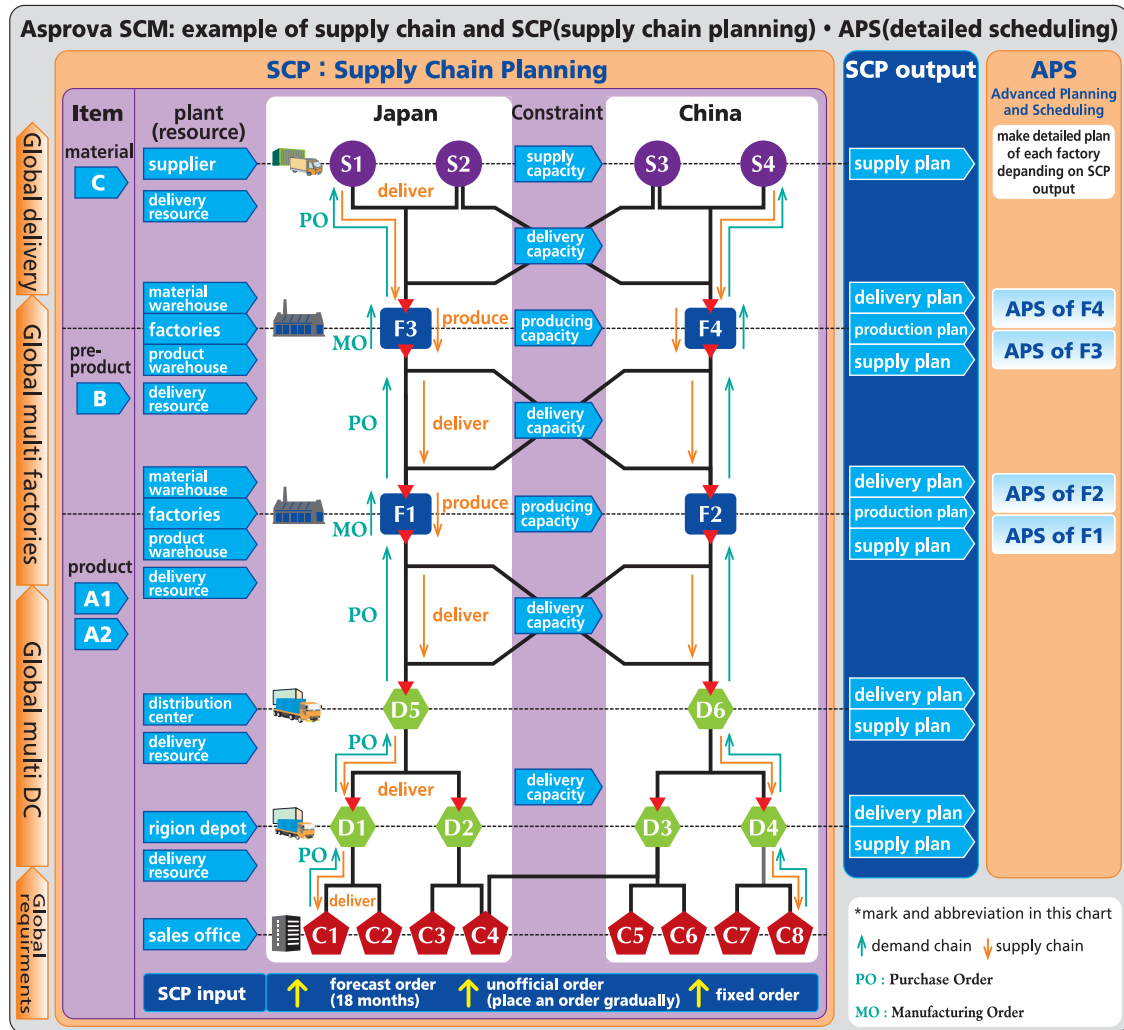 Asprova SCM: example of supply chain and SCP(supply chain planning) • APS(detailed scheduling)
SCP : Supply Chain Planning
SCP output
APS
Advanced Planning
and Scheduling
make detailed plan
of each factory
depanding on SCP
output
Item
plant
(resource)
Japan
Constraint
China
Global delivery
Global multi factories
Global multi DC
Global
requirments
material
C
supplier
S1
S2
supply
capacity
S3
S4
supply plan
deliver
delivery
resource
PO
delivery
capacity
material
warehouse
delivery plan
APS of F4
factories
F3
produce
MO
producing
capacity
F4
production plan
APS of F3
pre-
product
product
warehouse
supply plan
B
delivery
resource
PO
deliver
delivery
capacity
material
warehouse
delivery plan
APS of F2
factories
F1
produce
MO
producing
capacity
F2
production plan
APS of F1
product
warehouse
supply plan
product
A1
A2
delivery
resource
PO
deliver
delivery
capacity
distribution
center
D5
D6
delivery plan
supply plan
delivery
resource
PO
deliver
delivery
capacity
rigion depot
D1
D2
D3
D4
delivery plan
supply plan
delivery
resource
PO
deliver
sales office
C1
C2
C3
C4
C5
C6
C7
C8
SCP input
forecast order
(18 months)
unofficial order
(place an order gradually)
fixed order
*mark and abbreviation in this chart
demand chain
supply chain
PO : Purchase Order
MO : Manufacturing Order